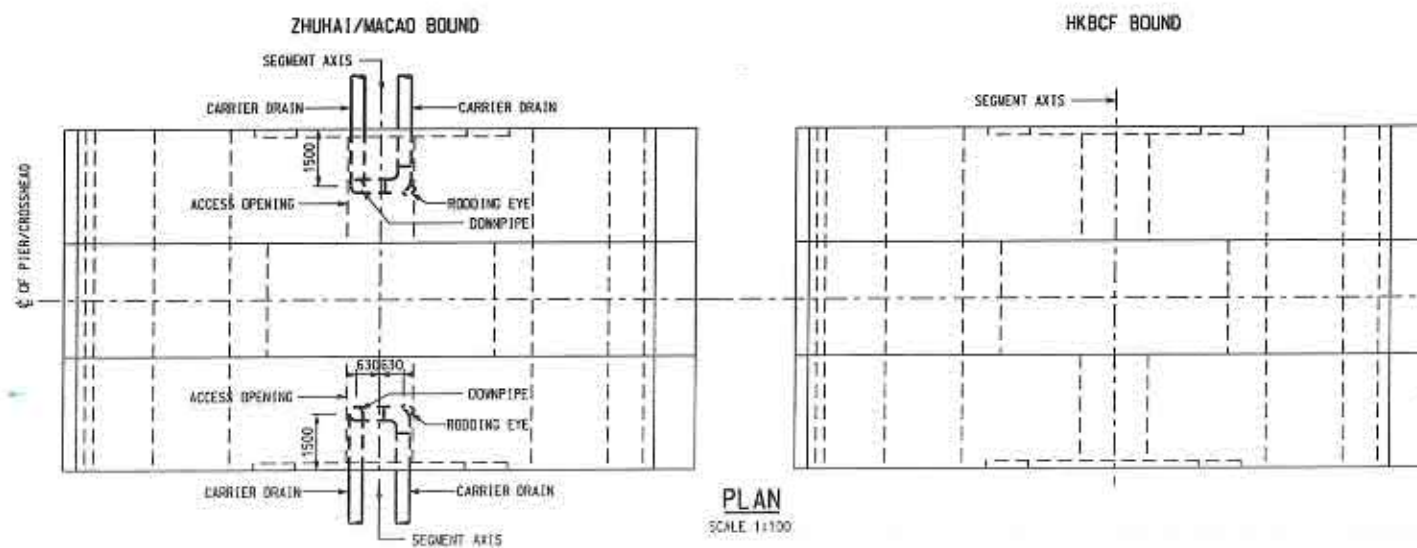 ZHUHAI/MACAO BOUND
HKBCF BOUND
SEGMENT AXIS
SEGMENT AXIS
CARRIER DRAIN
CARRIER DRAIN
1500
ACCESS OPENING
RODDING EYE
DOWNPIPE
℄ OF PIER/CROSSHEAD
630
630
ACCESS OPENING
DOWNPIPE
RODDING EYE
1500
CARRIER DRAIN
CARRIER DRAIN
SEGMENT AXIS
PLAN
SCALE 1:100